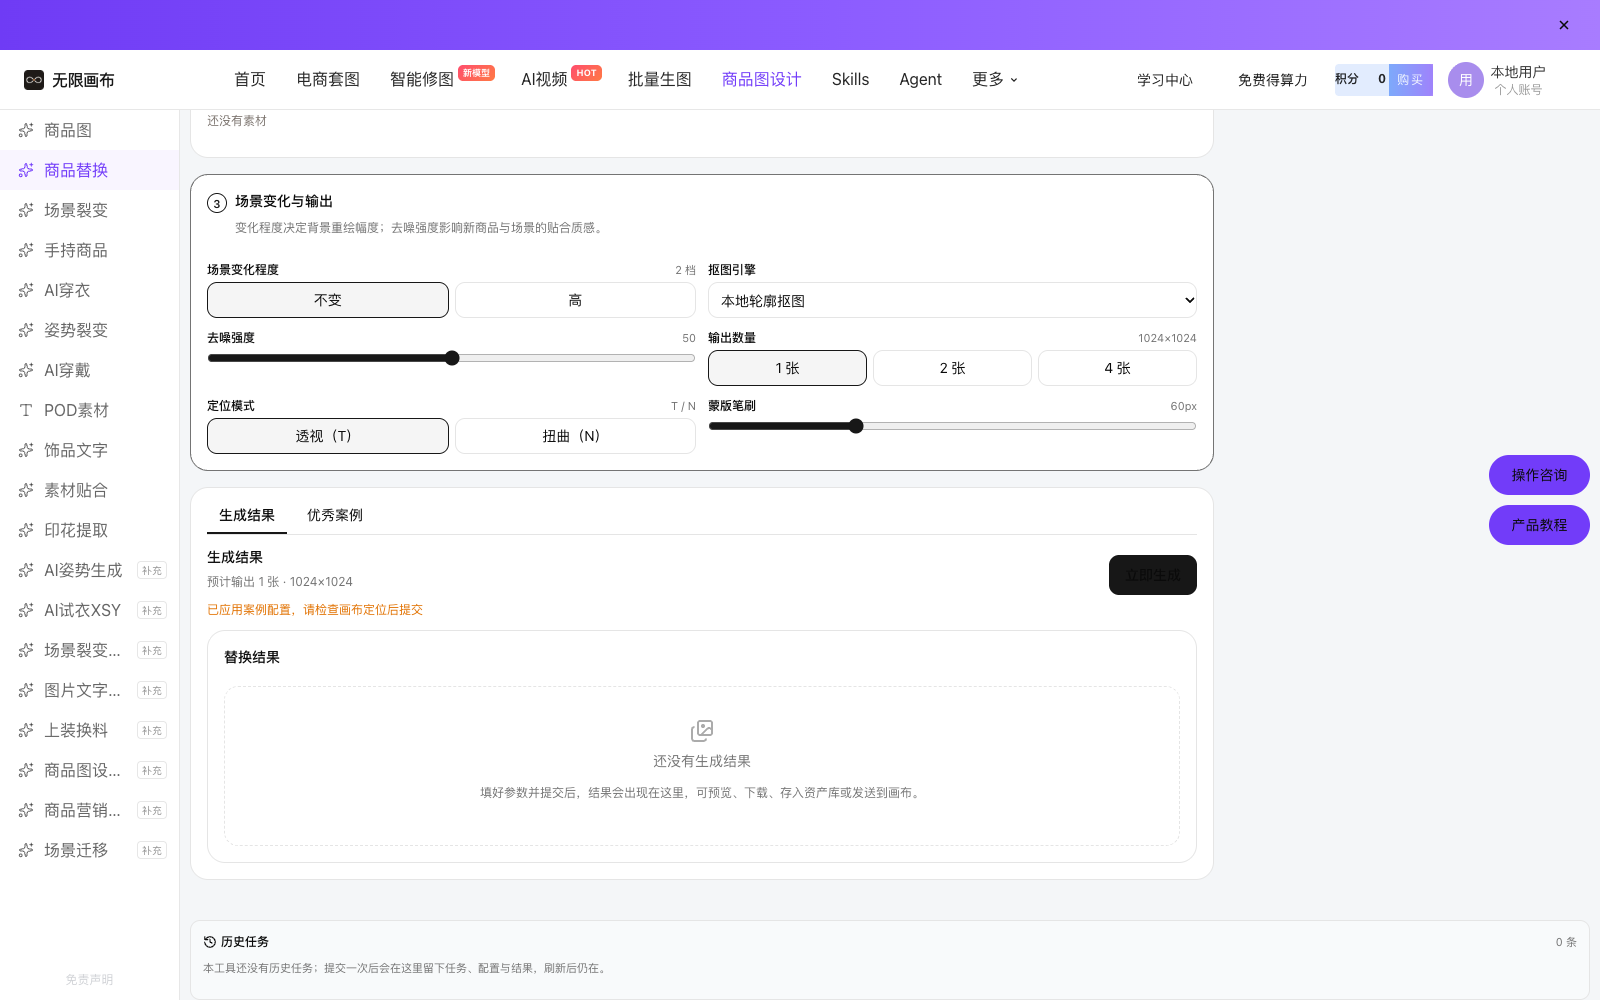 无限画布
首页
电商套图
智能修图
新模型
AI视频
HOT
批量生图
商品图设计
Skills
Agent
更多
学习中心
免费得算力
积分 0 购买
用
本地用户
个人账号
商品图
商品替换
场景裂变
手持商品
AI穿衣
姿势裂变
AI穿戴
POD素材
饰品文字
素材贴合
印花提取
AI姿势生成 补充
AI试衣XSY 补充
场景裂变... 补充
图片文字... 补充
上装换料 补充
商品图设... 补充
商品营销... 补充
场景迁移 补充
免责声明
还没有素材
3 场景变化与输出
变化程度决定背景重绘幅度；去噪强度影响新商品与场景的贴合质感。
场景变化程度 2 档
不变 高
抠图引擎
本地轮廓抠图
去噪强度 50
输出数量 1024×1024
1 张 2 张 4 张
定位模式 T / N
透视（T） 扭曲（N）
蒙版笔刷 60px
生成结果 优秀案例
生成结果
预计输出 1 张 · 1024×1024
已应用案例配置，请检查画布定位后提交
立即生成
替换结果
还没有生成结果
填好参数并提交后，结果会出现在这里，可预览、下载、存入资产库或发送到画布。
历史任务 0 条
本工具还没有历史任务；提交一次后会在这里留下任务、配置与结果，刷新后仍在。
操作咨询
产品教程